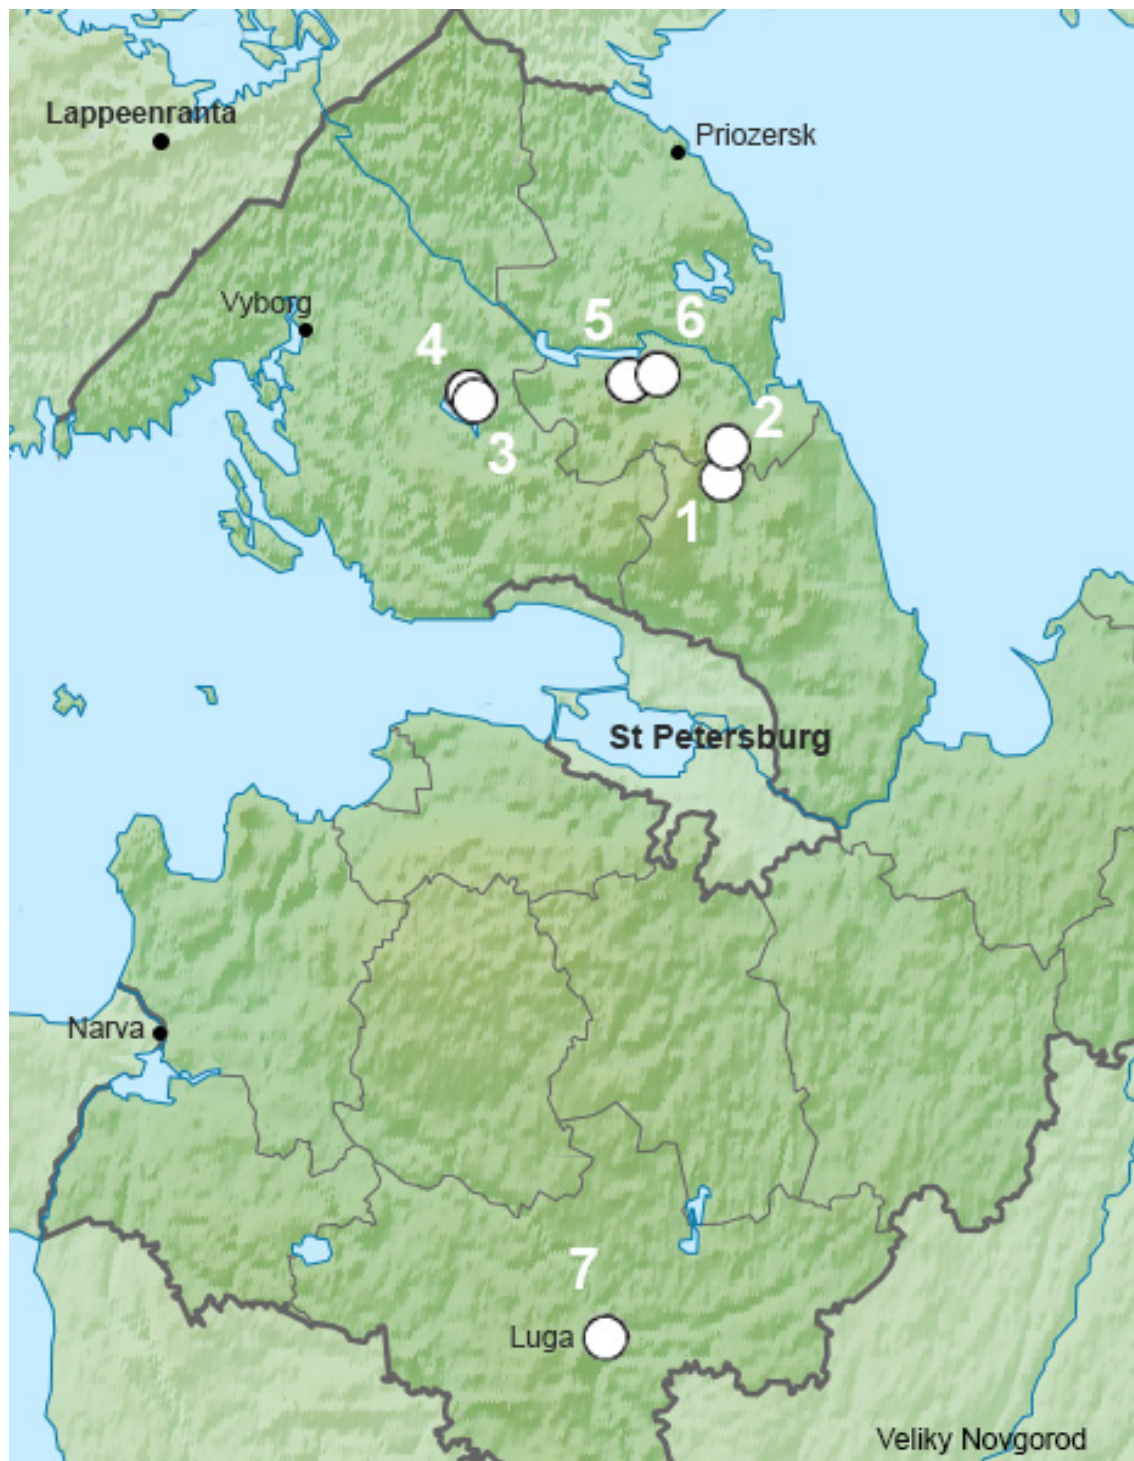 Lappeenranta
Priozersk
Vyborg
5
6
4
2
3
1
St Petersburg
Narva
7
Luga
Veliky Novgorod